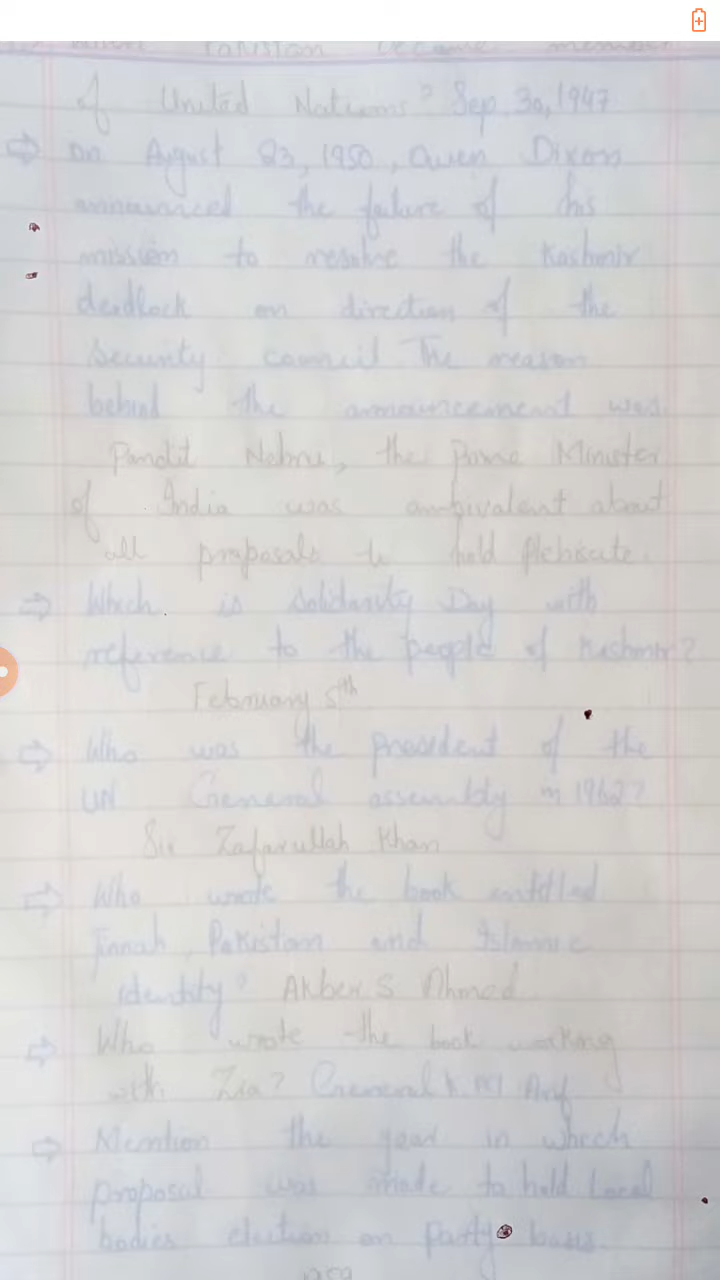 when Pakistan become member
of United Nations? Sep 30, 1947
⇒ On August 23, 1950, Owen Dixon
announced the failure of his
mission to resolve the Kashmir
deadlock on direction of the
security council The reason
behind the announcement was
Pandit Nehru, the Prime Minister
of India was ambivalent about
all proposals to hold plebiscite.
⇒ Which is Solidarity Day with
reference to the people of Kashmir?
February 5th
⇒ Who was the president of the
UN General assembly in 1962?
Sir Zafarullah Khan
⇒ Who wrote the book entitled
Jinnah, Pakistan and Islamic
identity? Akber S Ahmed
⇒ Who wrote the book working
with Zia? General K.M Arif
⇒ Mention the year in which
proposal was made to hold Local
bodies election on party basis.